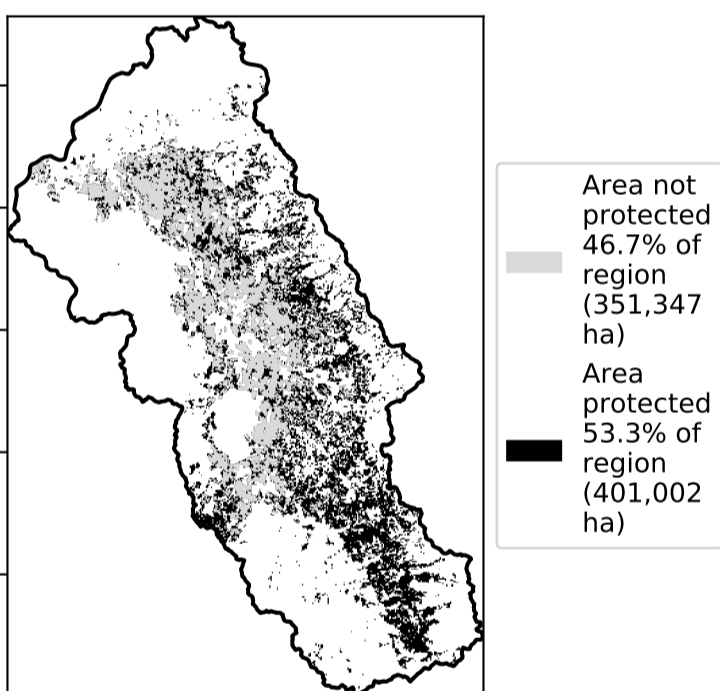 Area not
protected
46.7% of
region
(351,347
ha)
Area
protected
53.3% of
region
(401,002
ha)